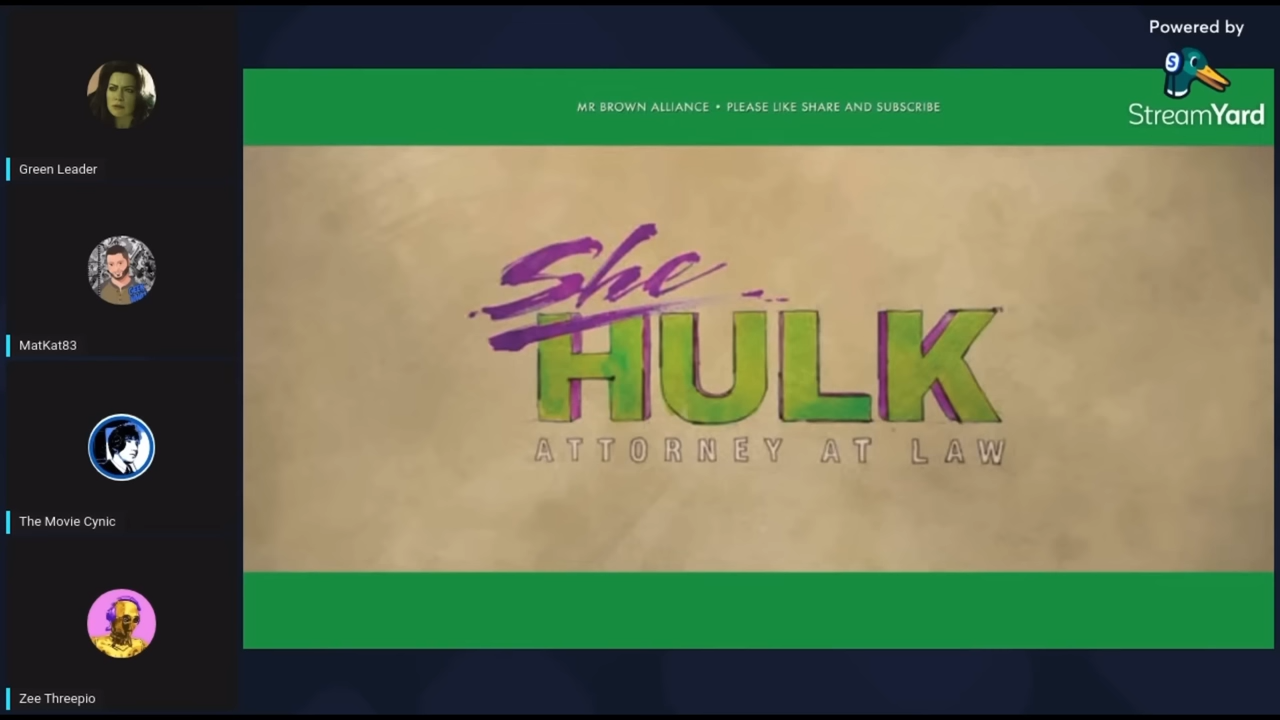 Powered by
StreamYard
MR BROWN ALLIANCE • PLEASE LIKE SHARE AND SUBSCRIBE
She
HULK
ATTORNEY AT LAW
Green Leader
MatKat83
The Movie Cynic
Zee Threepio